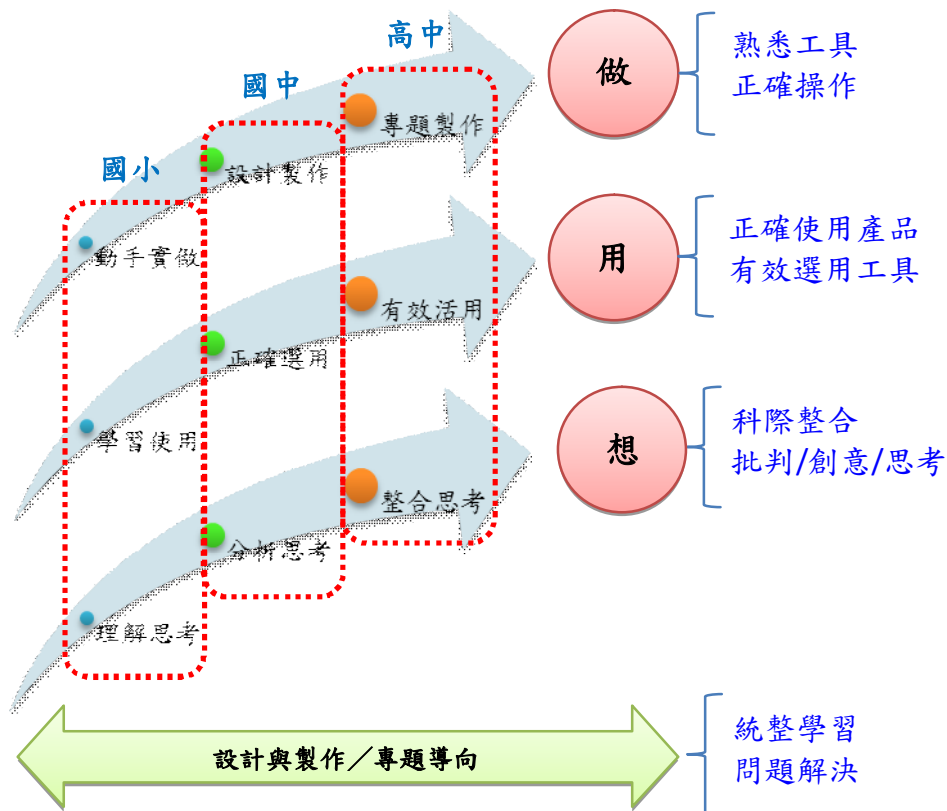 高中
國中
國小
專題製作
設計製作
動手實做
做
熟悉工具
正確操作
有效活用
正確選用
學習使用
用
正確使用產品
有效選用工具
整合思考
分析思考
理解思考
想
科際整合
批判/創意/思考
設計與製作／專題導向
統整學習
問題解決